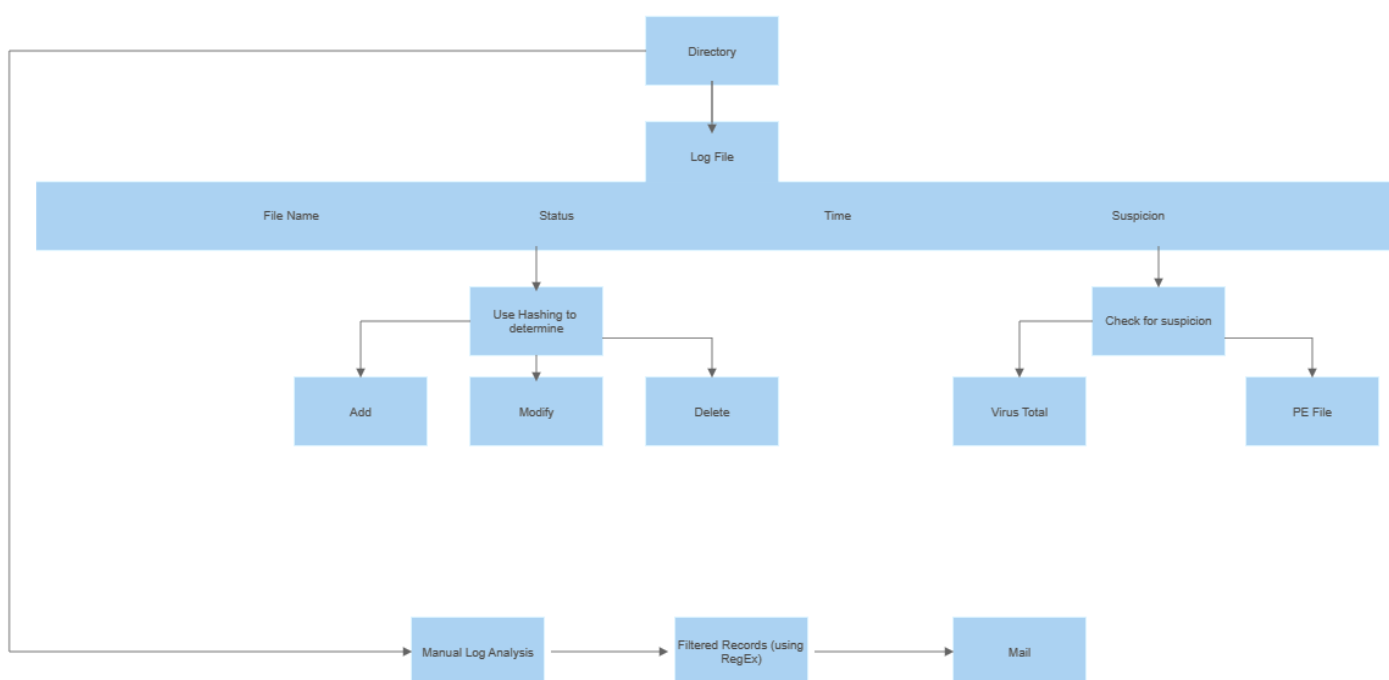 Directory
Log File
File Name
Status
Time
Suspicion
Use Hashing to
determine
Check for suspicion
Add
Modify
Delete
Virus Total
PE File
Manual Log Analysis
Filtered Records (using
RegEx)
Mail